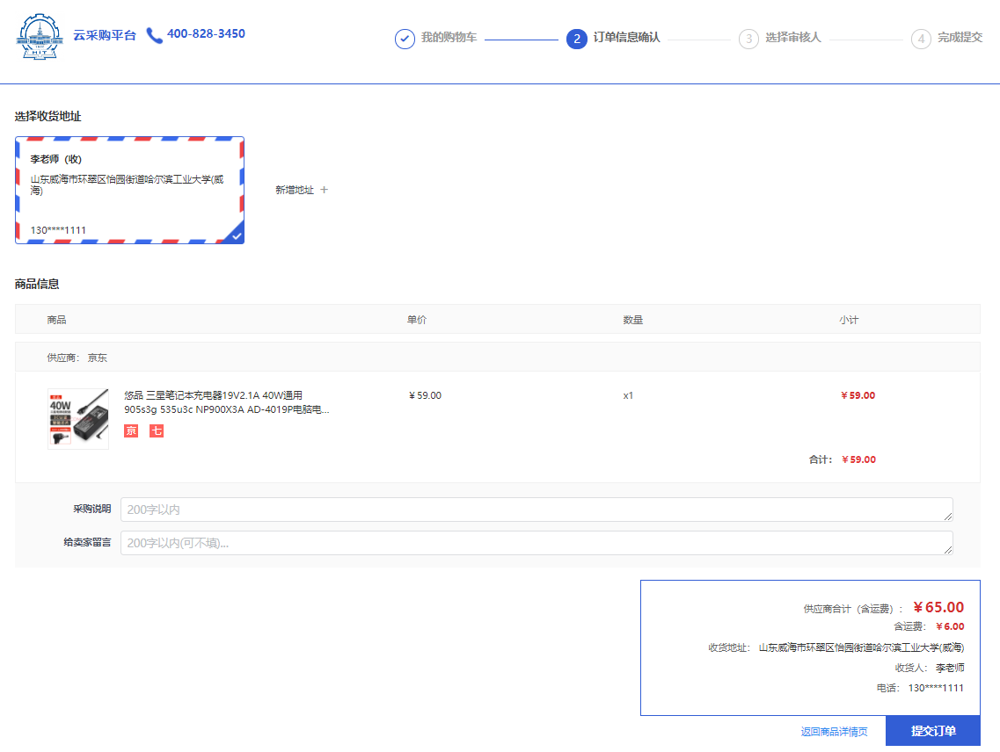 HIT
云采购平台 400-828-3450
我的购物车 2 订单信息确认 3 选择审核人 4 完成提交
选择收货地址
李老师（收）
山东威海市环翠区怡园街道哈尔滨工业大学(威
海)
130****1111
新增地址 +
商品信息
商品 单价 数量 小计
供应商： 京东
40W
悠品 三星笔记本充电器19V2.1A 40W通用
905s3g 535u3c NP900X3A AD-4019P电脑电...
京 七
¥ 59.00
x1
¥ 59.00
合计： ¥ 59.00
采购说明 200字以内
给卖家留言 200字以内(可不填)...
供应商合计（含运费）： ¥ 65.00
含运费： ¥ 6.00
收货地址： 山东威海市环翠区怡园街道哈尔滨工业大学(威海)
收货人： 李老师
电话： 130****1111
返回商品详情页 提交订单